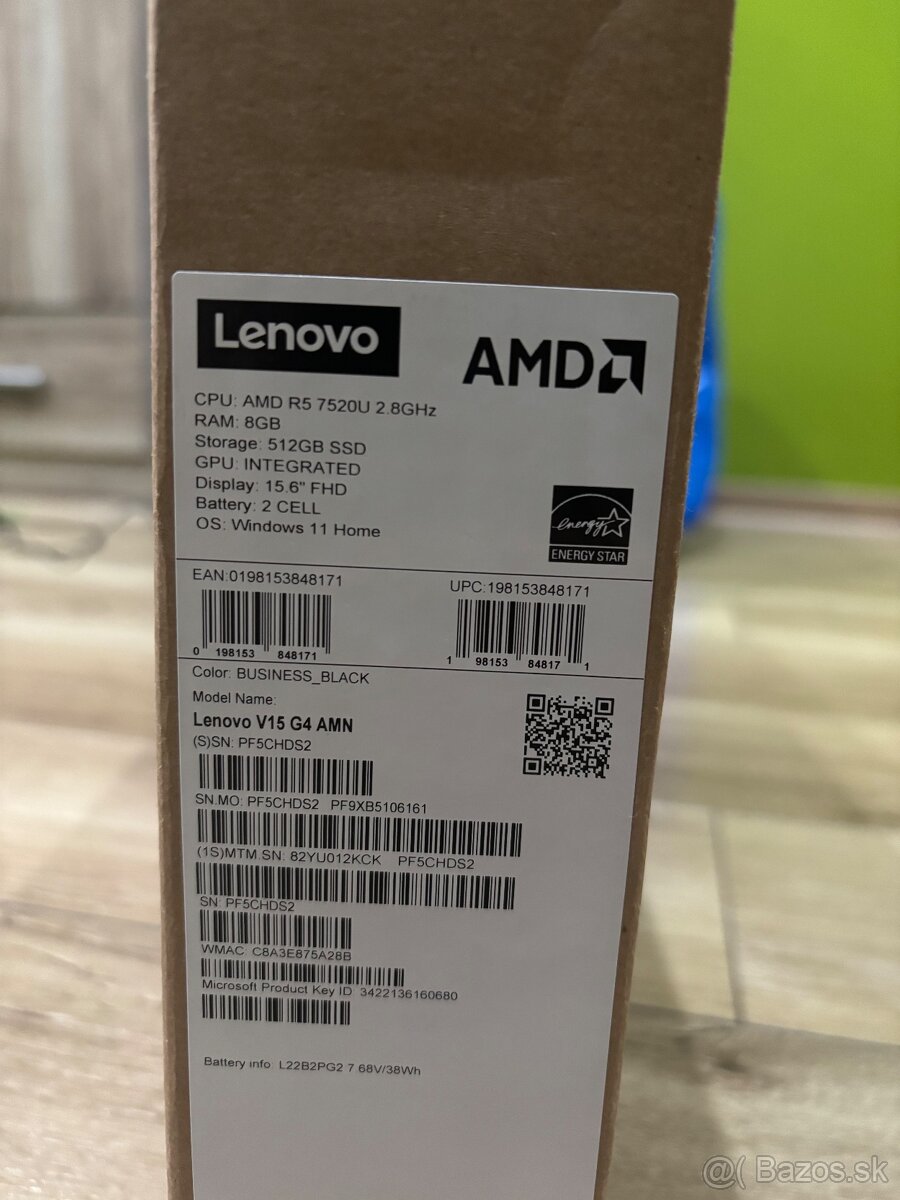 Lenovo
AMD
CPU: AMD R5 7520U 2.8GHz
RAM: 8GB
Storage: 512GB SSD
GPU: INTEGRATED
Display: 15.6" FHD
Battery: 2 CELL
OS: Windows 11 Home
energy
ENERGY STAR
EAN:0198153848171
UPC:198153848171
0 198153 848171
1 98153 84817 1
Color: BUSINESS_BLACK
Model Name:
Lenovo V15 G4 AMN
(S)SN: PF5CHDS2
SN.MO: PF5CHDS2 PF9XB5106161
(1S)MTM.SN: 82YU012KCK PF5CHDS2
SN: PF5CHDS2
WMAC: C8A3E875A28B
Microsoft Product Key ID: 3422136160680
Battery info: L22B2PG2 7.68V/38Wh
@( Bazos.sk